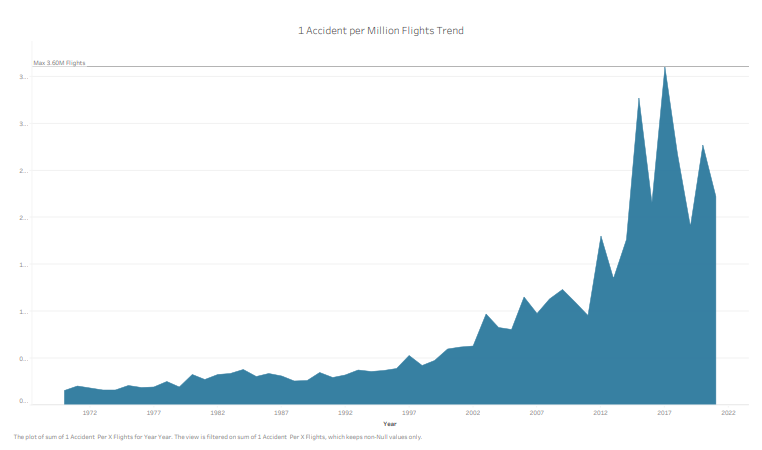 1 Accident per Million Flights Trend
Max 3.60M Flights
3...
3...
2...
2...
1...
1...
0...
0...
1972 1977 1982 1987 1992 1997 2002 2007 2012 2017 2022
Year
The plot of sum of 1 Accident Per X Flights for Year Year. The view is filtered on sum of 1 Accident Per X Flights, which keeps non-Null values only.